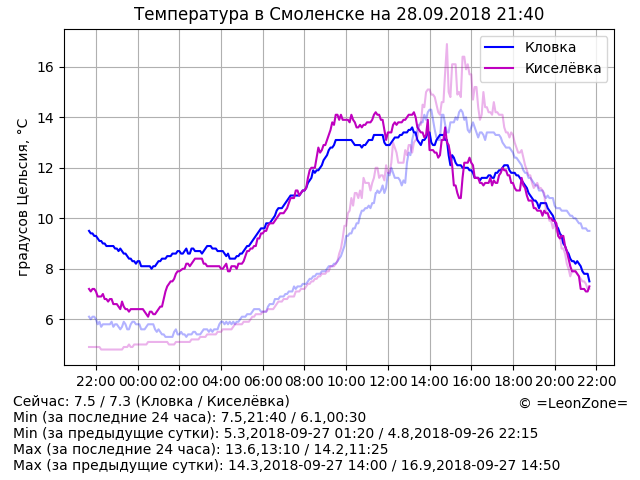 Температура в Смоленске на 28.09.2018 21:40
Кловка
Киселёвка
градусов Цельсия, °C
16
14
12
10
8
6
22:00 00:00 02:00 04:00 06:00 08:00 10:00 12:00 14:00 16:00 18:00 20:00 22:00
Сейчас: 7.5 / 7.3 (Кловка / Киселёвка)
© =LeonZone=
Min (за последние 24 часа): 7.5,21:40 / 6.1,00:30
Min (за предыдущие сутки): 5.3,2018-09-27 01:20 / 4.8,2018-09-26 22:15
Max (за последние 24 часа): 13.6,13:10 / 14.2,11:25
Max (за предыдущие сутки): 14.3,2018-09-27 14:00 / 16.9,2018-09-27 14:50